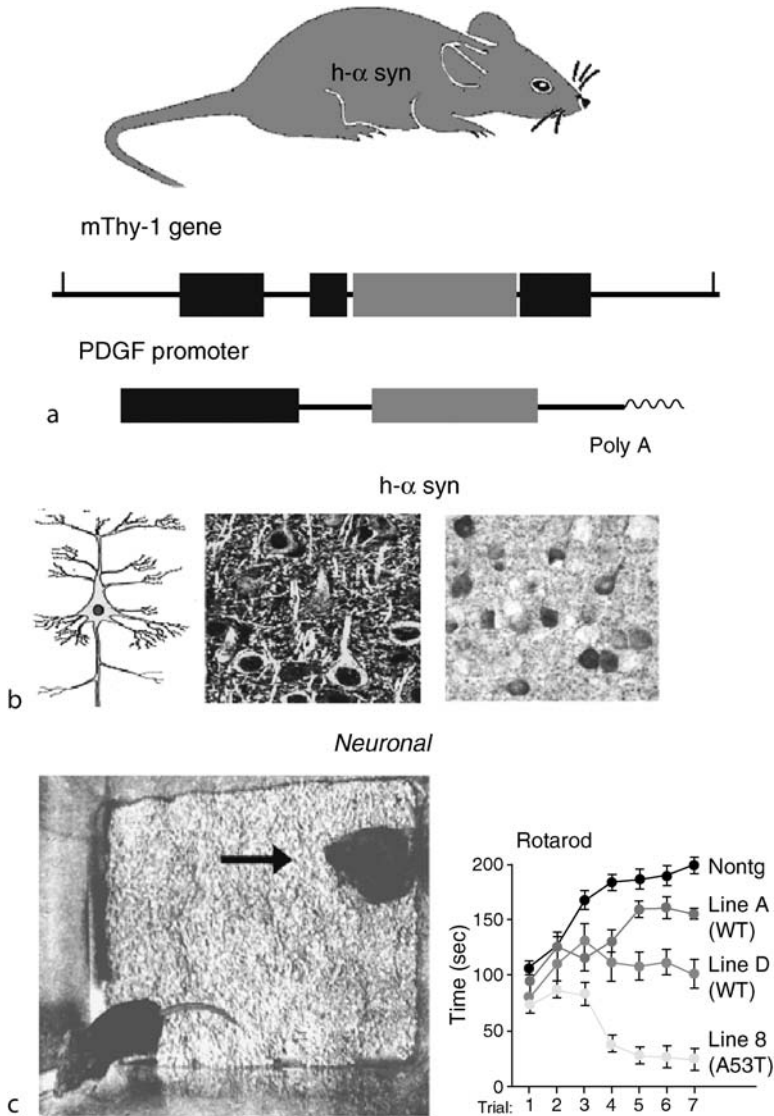 h-α syn
mThy-1 gene
PDGF promoter
a
Poly A
h-α syn
b
Neuronal
c
Rotarod
Time (sec)
200
150
100
50
0
Nontg
Line A
(WT)
Line D
(WT)
Line 8
(A53T)
Trial: 1 2 3 4 5 6 7